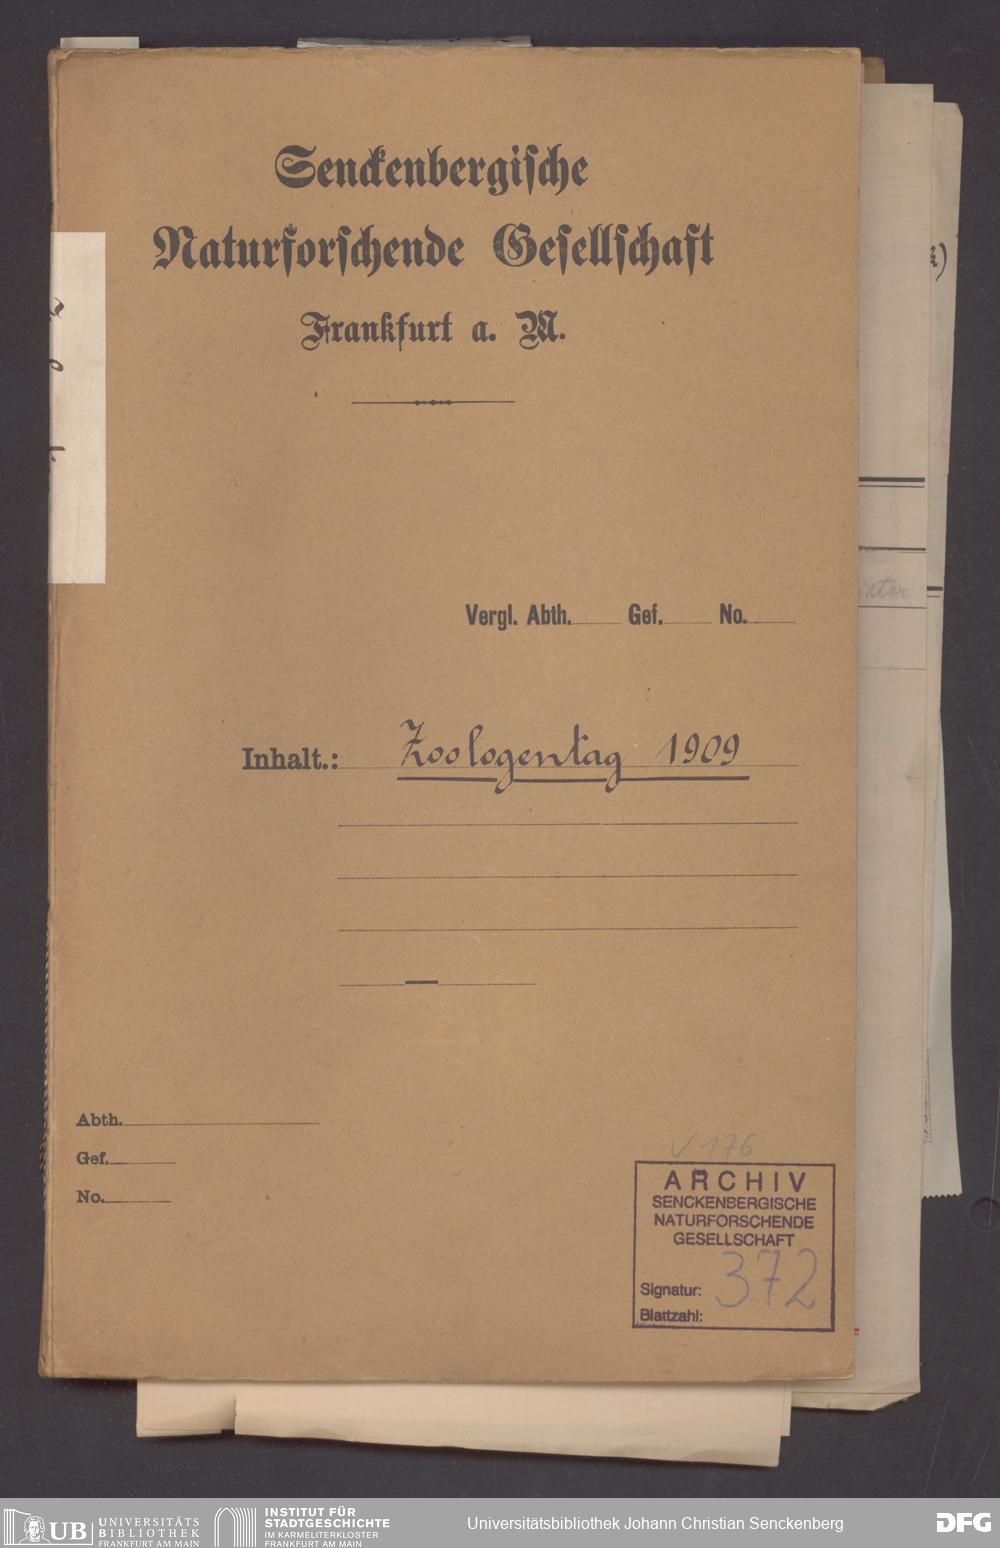 Senckenbergische
Naturforschende Gesellschaft
Frankfurt a. M.
Vergl. Abth. Gef. No.
Inhalt.: Zoologentag 1909
Abth.
Gef.
No.
V 176
ARCHIV
SENCKENBERGISCHE
NATURFORSCHENDE
GESELLSCHAFT
372
Signatur:
Blattzahl:
UB UNIVERSITÄTS
BIBLIOTHEK
FRANKFURT AM MAIN
INSTITUT FÜR
STADTGESCHICHTE
IM KARMELITERKLOSTER
FRANKFURT AM MAIN
Universitätsbibliothek Johann Christian Senckenberg
DFG